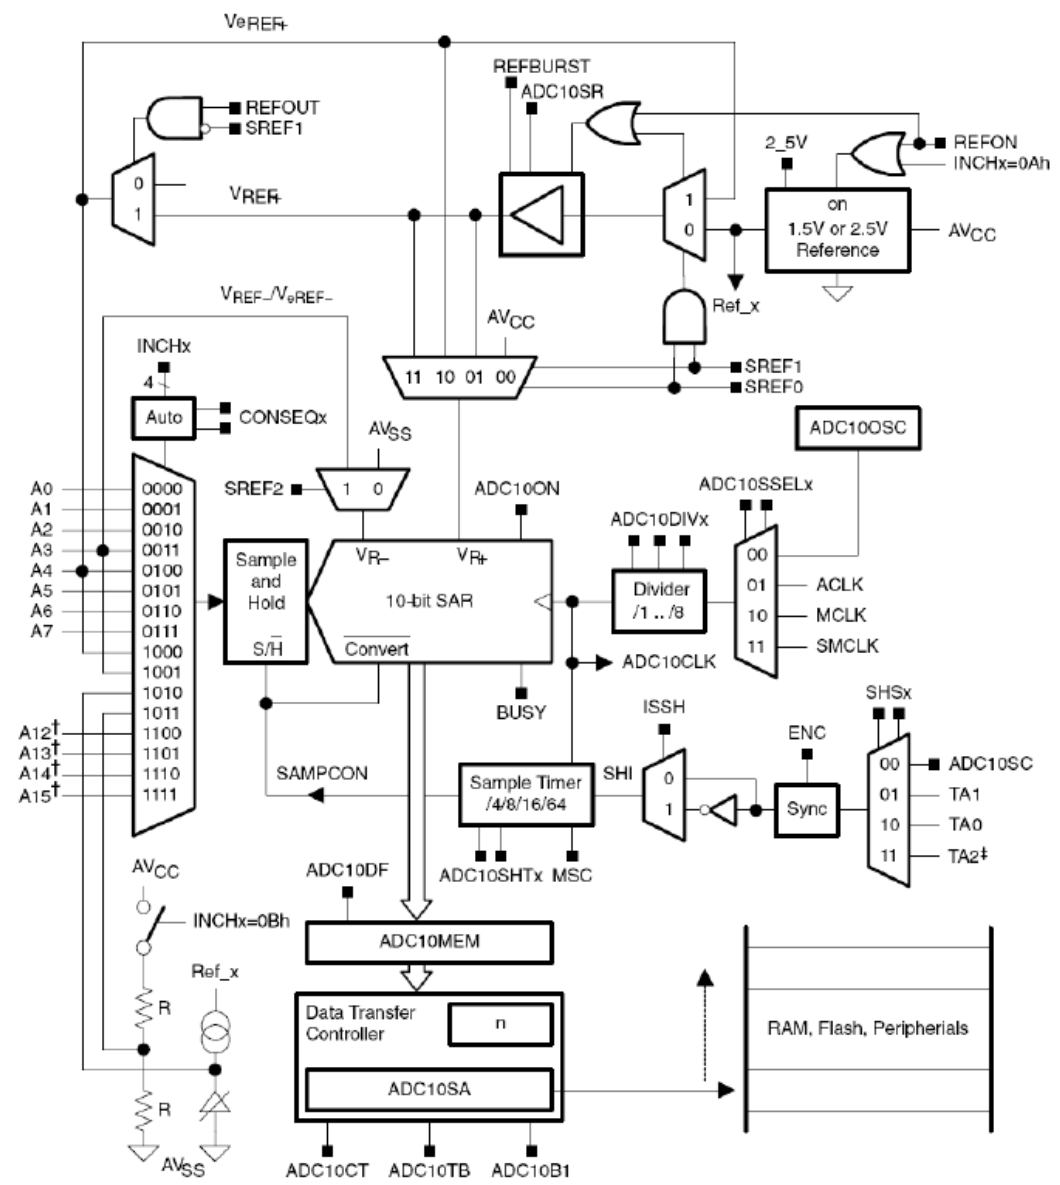 VeREF+
REFBURST
ADC10SR
REFOUT
SREF1
2_5V
REFON
INCHx=0Ah
0
1
VREF+
1
0
on
1.5V or 2.5V
Reference
AVCC
Ref_x
VREF−/VeREF−
AVCC
INCHx
4
11 10 01 00
SREF1
SREF0
Auto
CONSEQx
AVSS
ADC10OSC
SREF2
1 0
ADC10ON
ADC10SSELx
ADC10DIVx
A0 0000
A1 0001
A2 0010
A3 0011
A4 0100
A5 0101
A6 0110
A7 0111
1000
1001
1010
1011
A12† 1100
A13† 1101
A14† 1110
A15† 1111
Sample
and
Hold
S/H
VR−
VR+
10-bit SAR
Convert
Divider
/1 .. /8
00
01 ACLK
10 MCLK
11 SMCLK
ADC10CLK
BUSY
ISSH
SHSx
ENC
SAMPCON
Sample Timer
/4/8/16/64
SHI
0
1
Sync
00 ADC10SC
01 TA1
10 TA0
11 TA2‡
ADC10DF
ADC10SHTx MSC
AVCC
INCHx=0Bh
ADC10MEM
Ref_x
R
Data Transfer
Controller
n
RAM, Flash, Peripherials
ADC10SA
R
AVSS
ADC10CT ADC10TB ADC10B1